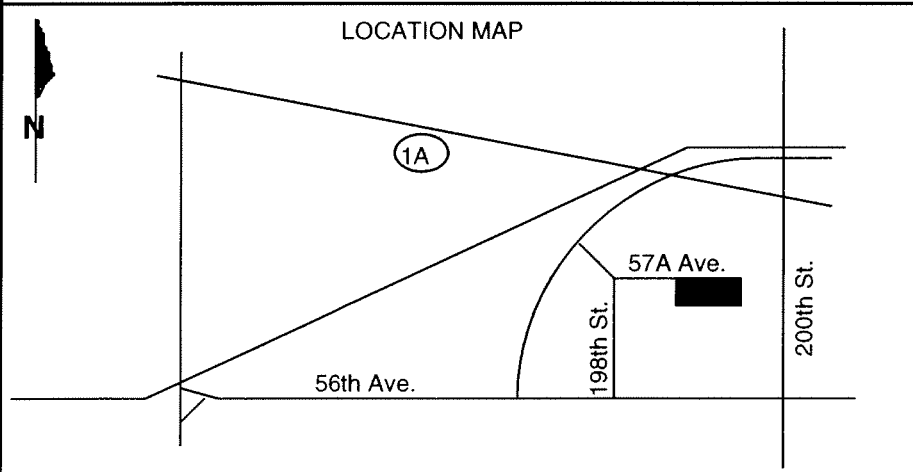 LOCATION MAP
N
1A
57A Ave.
198th St.
200th St.
56th Ave.